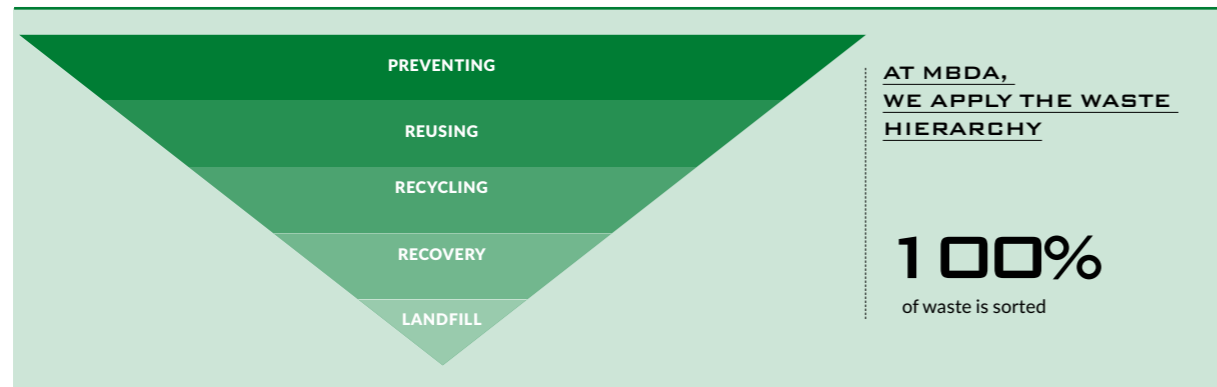 PREVENTING
REUSING
RECYCLING
RECOVERY
LANDFILL
AT MBDA,
WE APPLY THE WASTE
HIERARCHY
100%
of waste is sorted